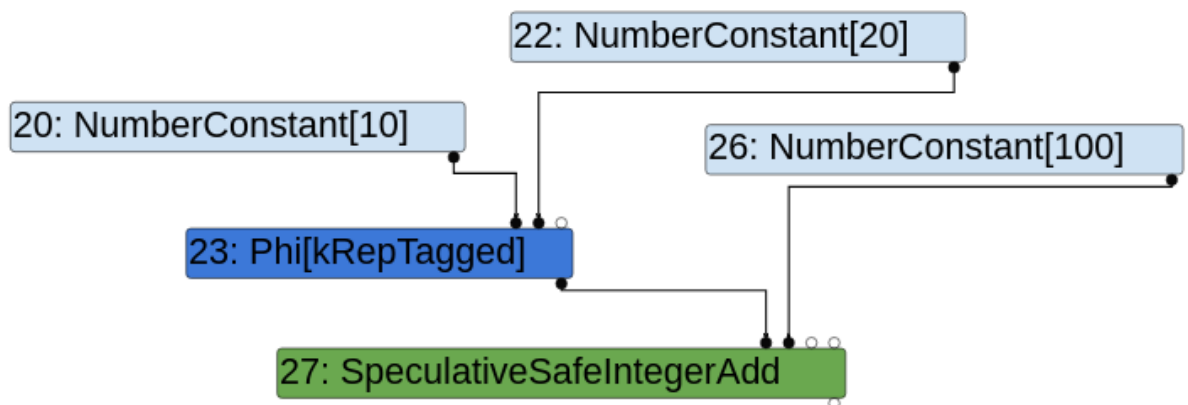 22: NumberConstant[20]
20: NumberConstant[10]
26: NumberConstant[100]
23: Phi[kRepTagged]
27: SpeculativeSafeIntegerAdd